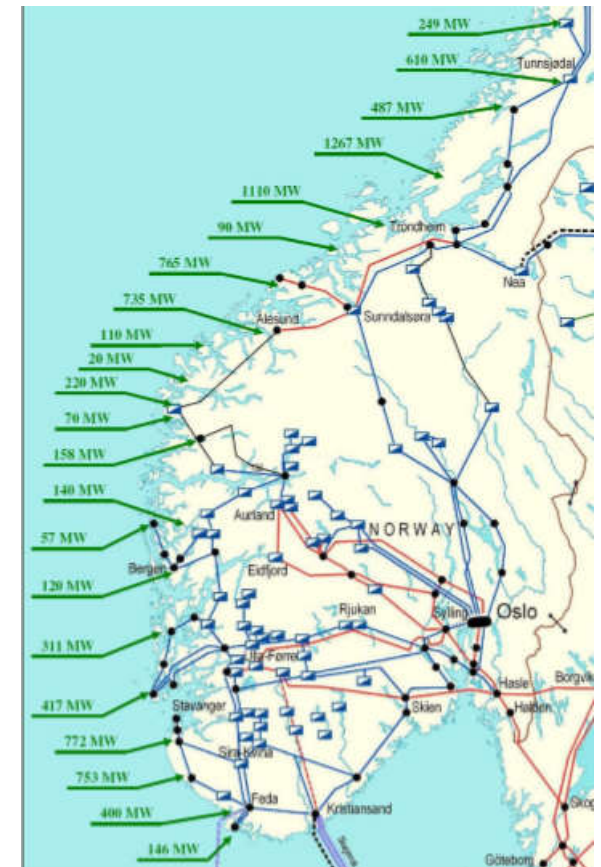 249 MW
Tunnsjødal
610 MW
487 MW
1267 MW
1110 MW
Trondheim
90 MW
Nea
765 MW
735 MW
Sunndalsøra
Ålesund
110 MW
20 MW
220 MW
70 MW
158 MW
140 MW
Aurland
NORWAY
57 MW
Bergen
Eidfjord
120 MW
Rjukan
Sylling
Oslo
311 MW
Hasle
Borgvik
417 MW
Stavanger
Skien
Halden
772 MW
Sira-Kvina
753 MW
Feda
400 MW
Kristiansand
146 MW
Göteborg